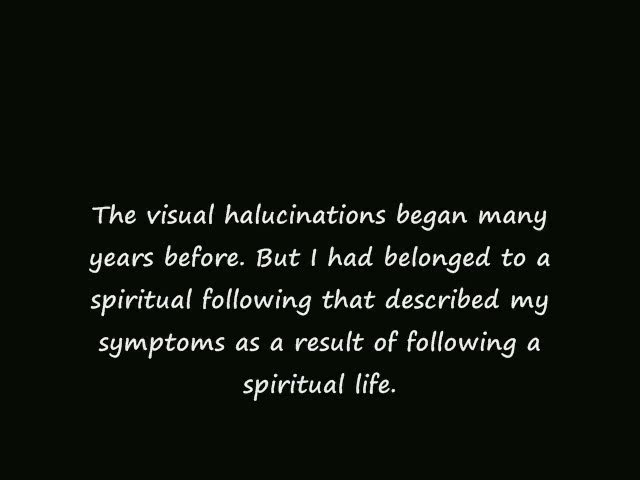 The visual halucinations began many
years before. But I had belonged to a
spiritual following that described my
symptoms as a result of following a
spiritual life.